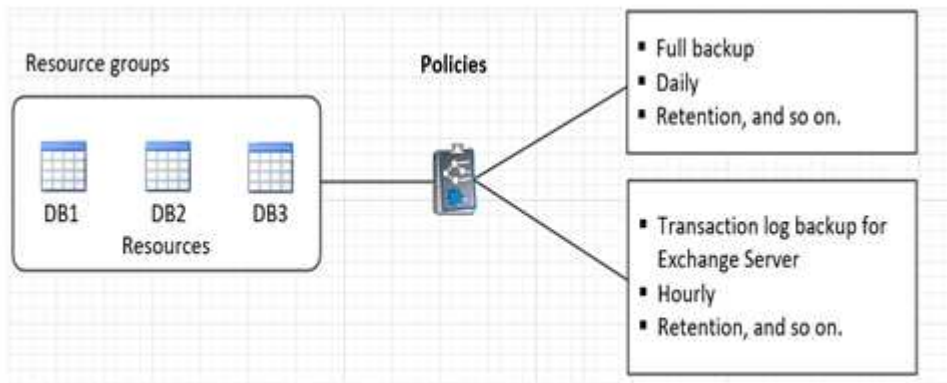 Resource groups
DB1
DB2
DB3
Resources
Policies
▪ Full backup
▪ Daily
▪ Retention, and so on.
▪ Transaction log backup for
Exchange Server
▪ Hourly
▪ Retention, and so on.